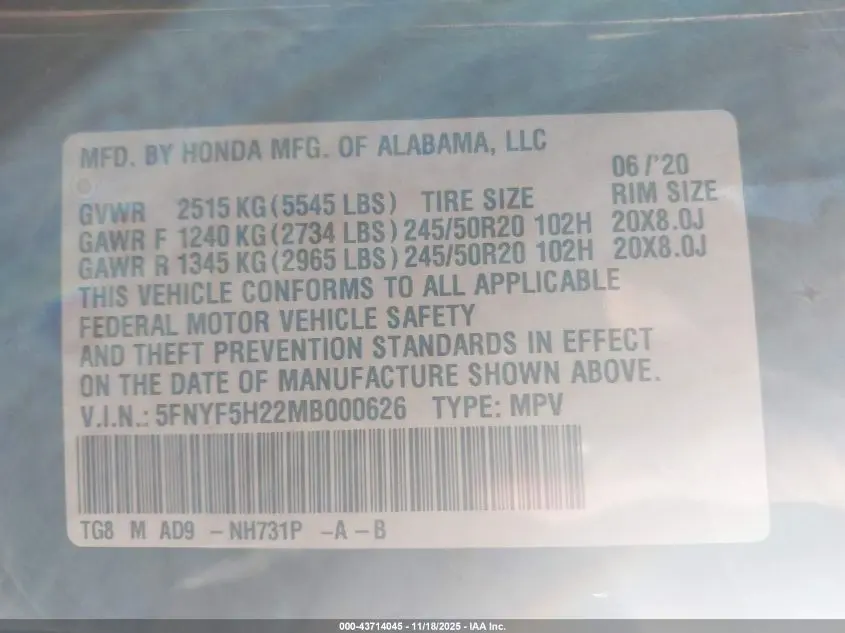 MFD. BY HONDA MFG. OF ALABAMA, LLC
06/'20
GVWR 2515 KG (5545 LBS) TIRE SIZE RIM SIZE
GAWR F 1240 KG (2734 LBS) 245/50R20 102H 20X8.0J
GAWR R 1345 KG (2965 LBS) 245/50R20 102H 20X8.0J
THIS VEHICLE CONFORMS TO ALL APPLICABLE
FEDERAL MOTOR VEHICLE SAFETY
AND THEFT PREVENTION STANDARDS IN EFFECT
ON THE DATE OF MANUFACTURE SHOWN ABOVE.
V.I.N.: 5FNYF5H22MB000626 TYPE: MPV
TG8 M AD9 -NH731P -A-B
000-43714045 - 11/18/2025 - IAA Inc.